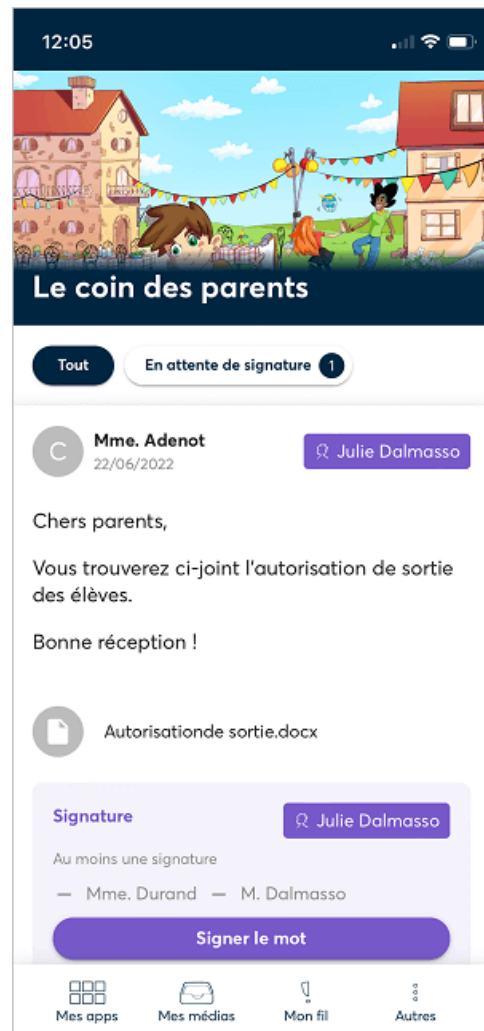 12:05
Le coin des parents
Tout
En attente de signature 1
C
Mme. Adenot
22/06/2022
Julie Dalmasso
Chers parents,
Vous trouverez ci-joint l'autorisation de sortie
des élèves.
Bonne réception !
Autorisationde sortie.docx
Signature
Julie Dalmasso
Au moins une signature
— Mme. Durand — M. Dalmasso
Signer le mot
Mes apps Mes médias Mon fil Autres